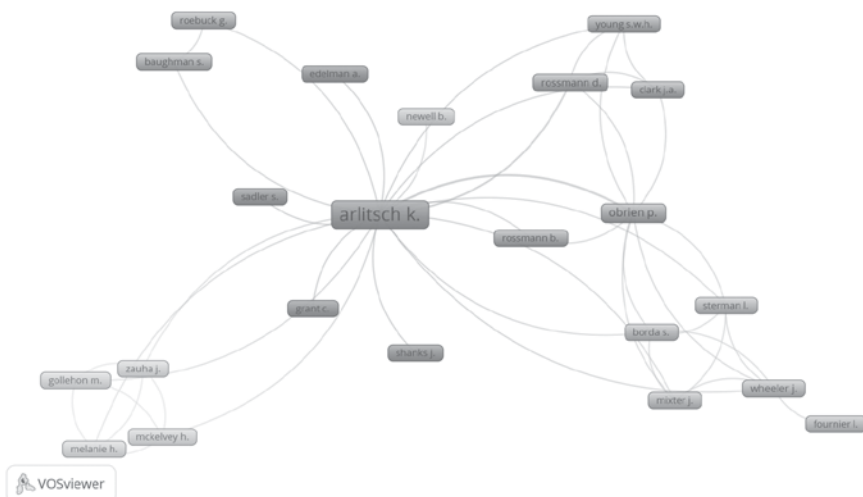 roebuck g.
young s.w.h.
baughman s.
edelman a.
rossmann d.
clark j.a.
newell b.
sadler s.
arlitsch k.
obrien p.
rossmann b.
grant c.
sterman l.
borda s.
shanks j.
zauha j.
gollehon m.
wheeler j.
mixter j.
fournier l.
mckelvey h.
melanie h.
VOSviewer